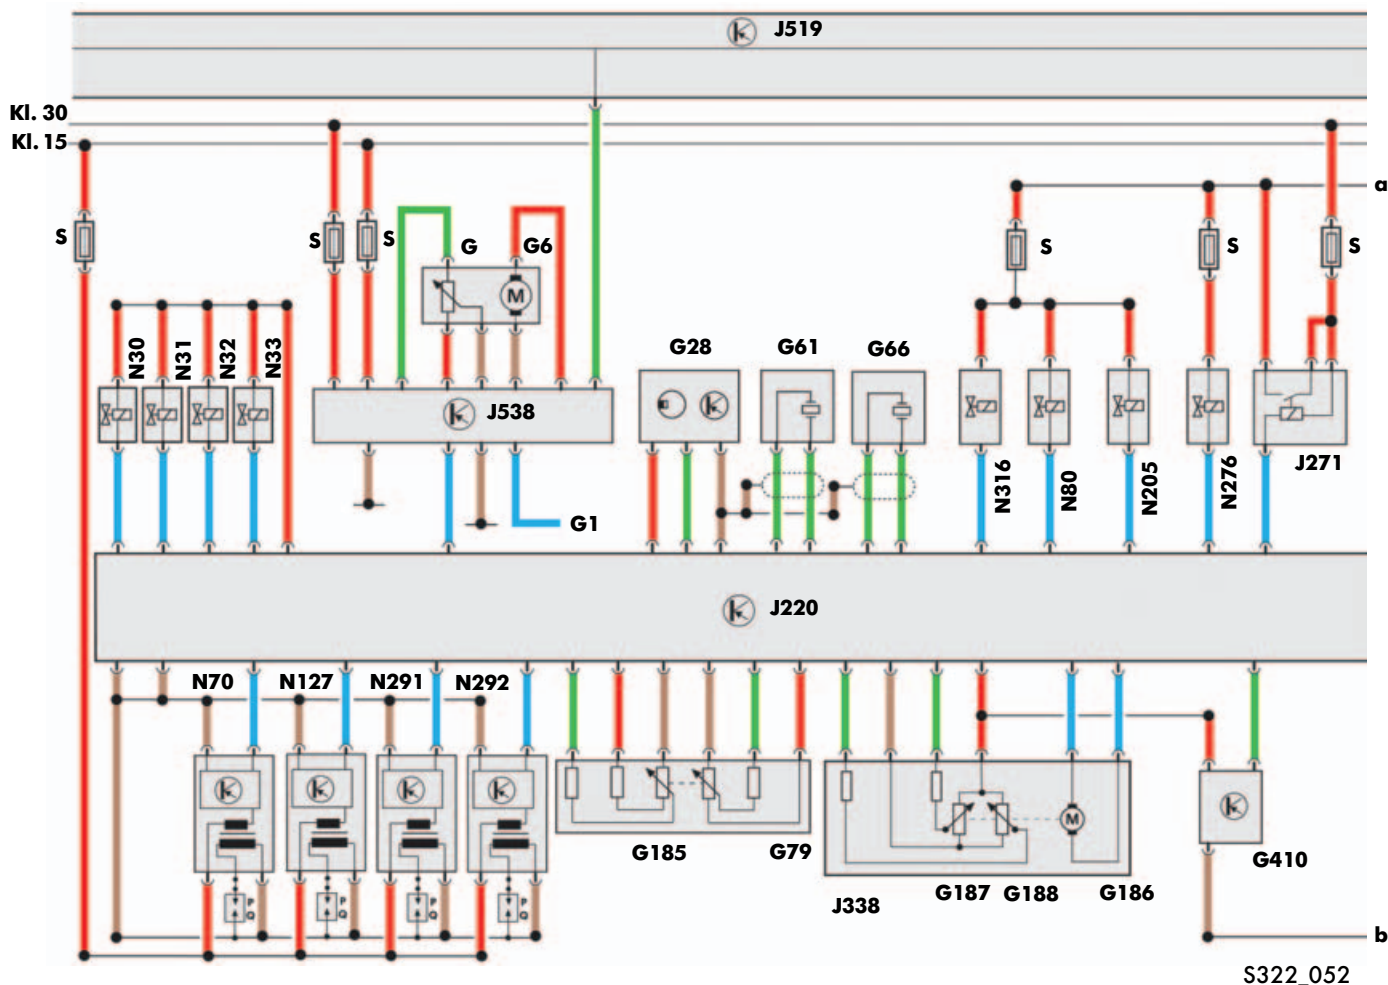 J519
Kl. 30
Kl. 15
a
S
S
S
G
G6
S
S
S
M
N30
N31
N32
N33
G28
G61
G66
J538
N316
N80
N205
N276
J271
G1
J220
N70
N127
N291
N292
M
P
Q
P
Q
P
Q
P
Q
G185
G79
J338
G187
G188
G186
G410
b
S322_052